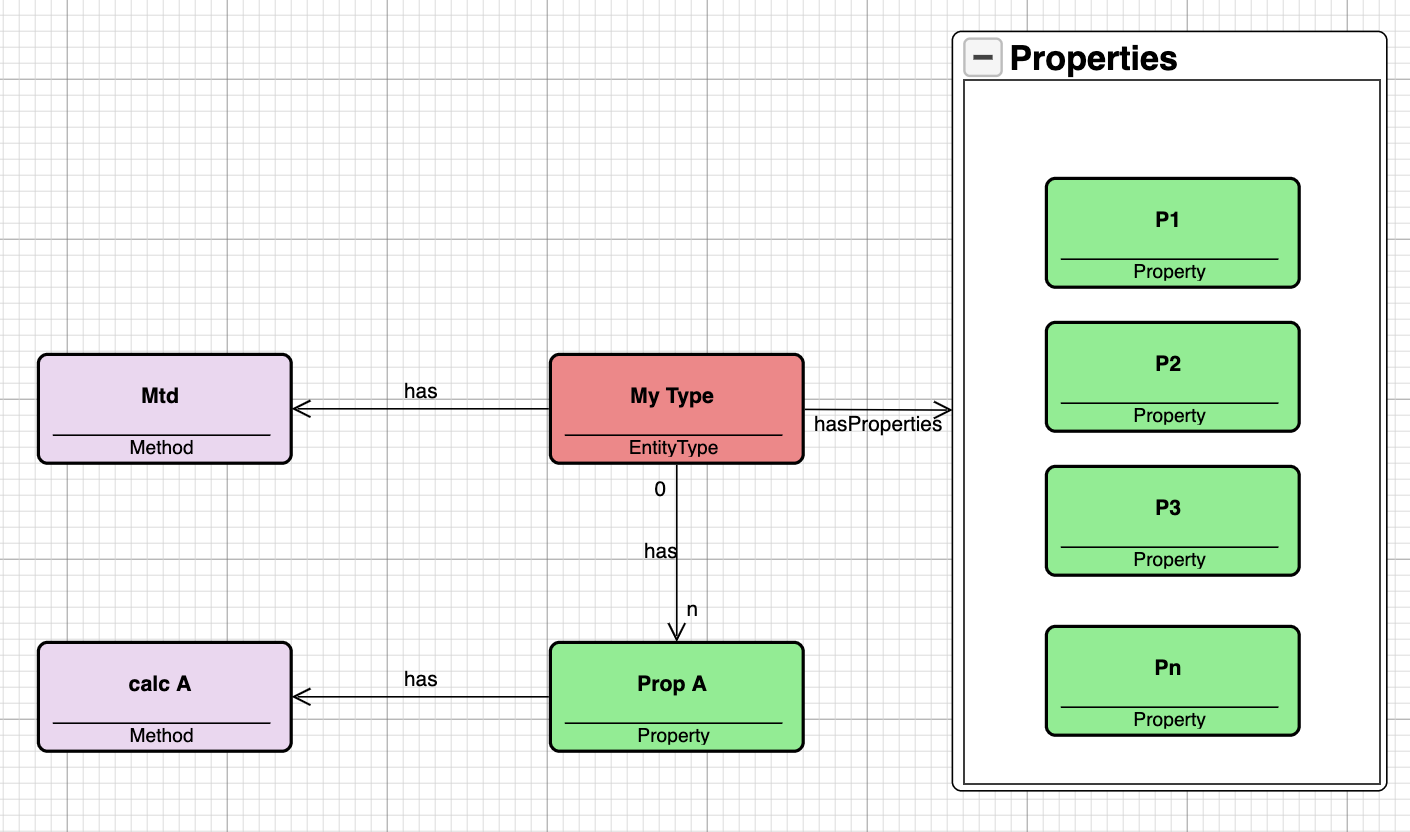 Properties
P1
Property
P2
Property
Mtd
Method
has
My Type
EntityType
hasProperties
0
has
n
P3
Property
calc A
Method
has
Prop A
Property
Pn
Property